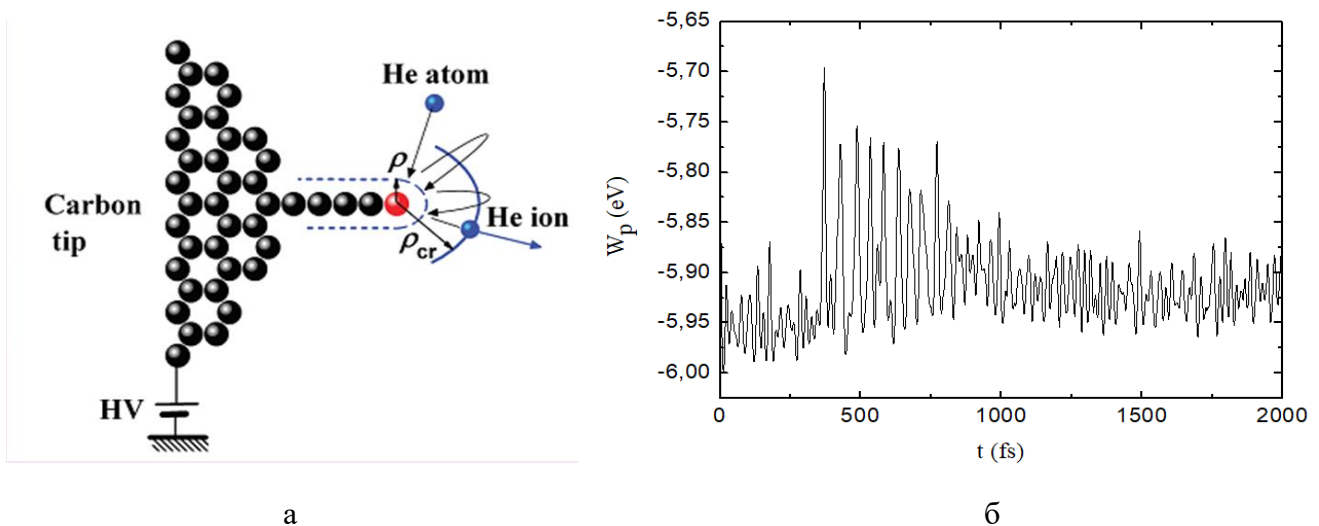 He atom
ρ
He ion
ρcr
Carbon
tip
HV
а
-5,65
-5,70
-5,75
-5,80
-5,85
-5,90
-5,95
-6,00
Wp (eV)
0
500
1000
1500
2000
t (fs)
б